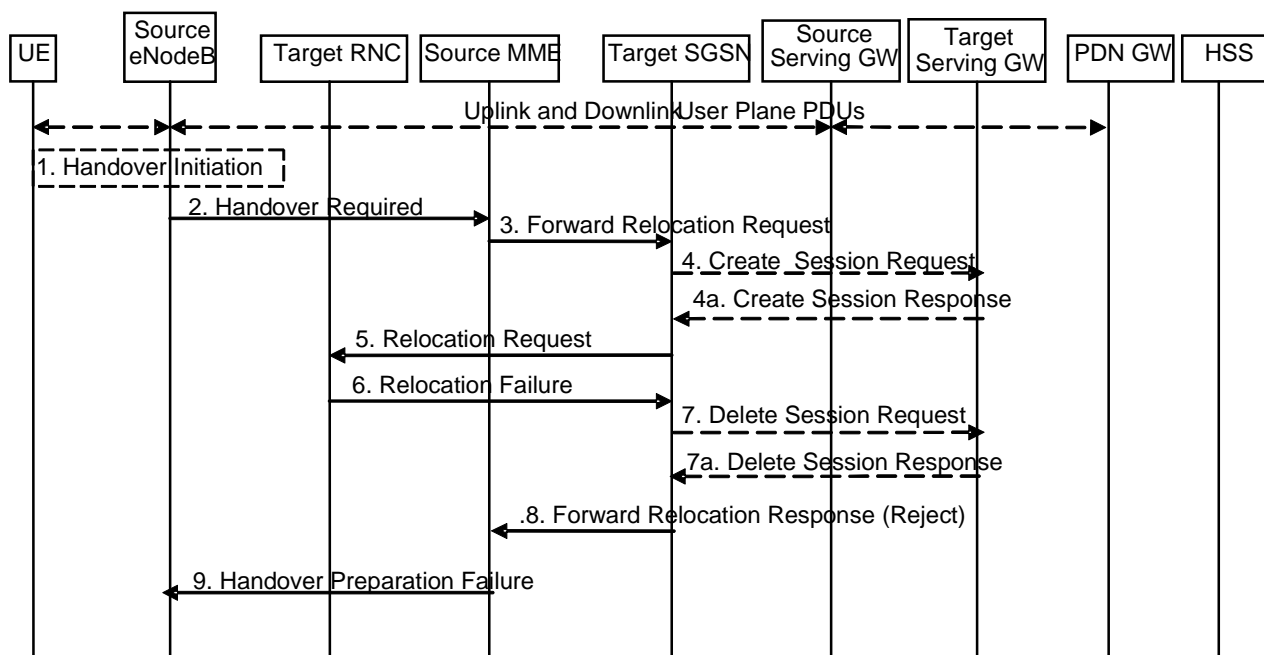 UE
Source
eNodeB
Target RNC
Source MME
Target SGSN
Source
Serving GW
Target
Serving GW
PDN GW
HSS
Uplink and Downlink User Plane PDUs
1. Handover Initiation
2. Handover Required
3. Forward Relocation Request
4. Create Session Request
4a. Create Session Response
5. Relocation Request
6. Relocation Failure
7. Delete Session Request
7a. Delete Session Response
.8. Forward Relocation Response (Reject)
9. Handover Preparation Failure